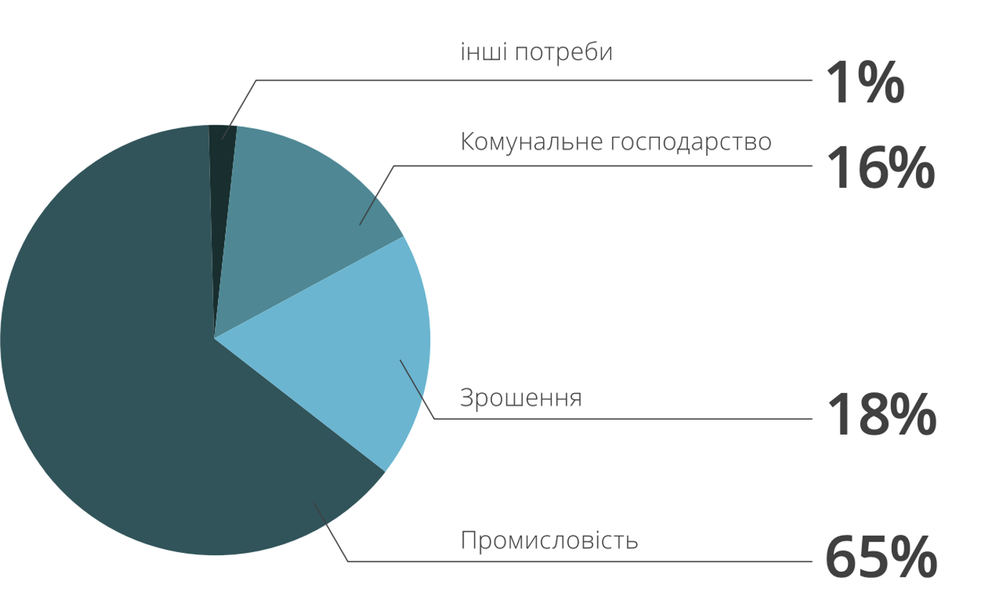 інші потреби
1%
Комунальне господарство
16%
Зрошення
18%
Промисловість
65%